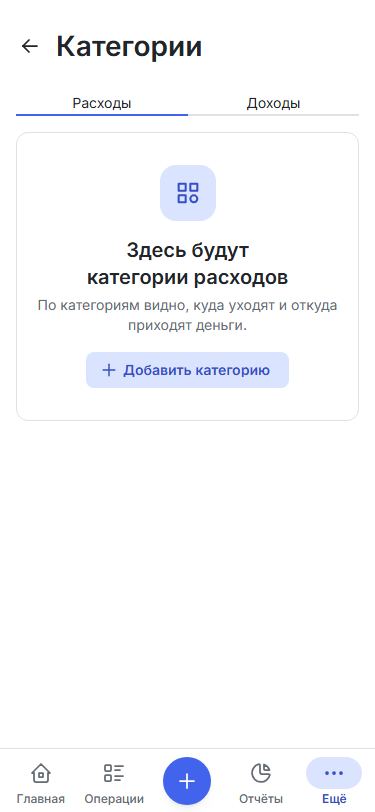 Категории
Расходы
Доходы
Здесь будут
категории расходов
По категориям видно, куда уходят и откуда
приходят деньги.
Добавить категорию
Главная
Операции
Отчёты
Ещё